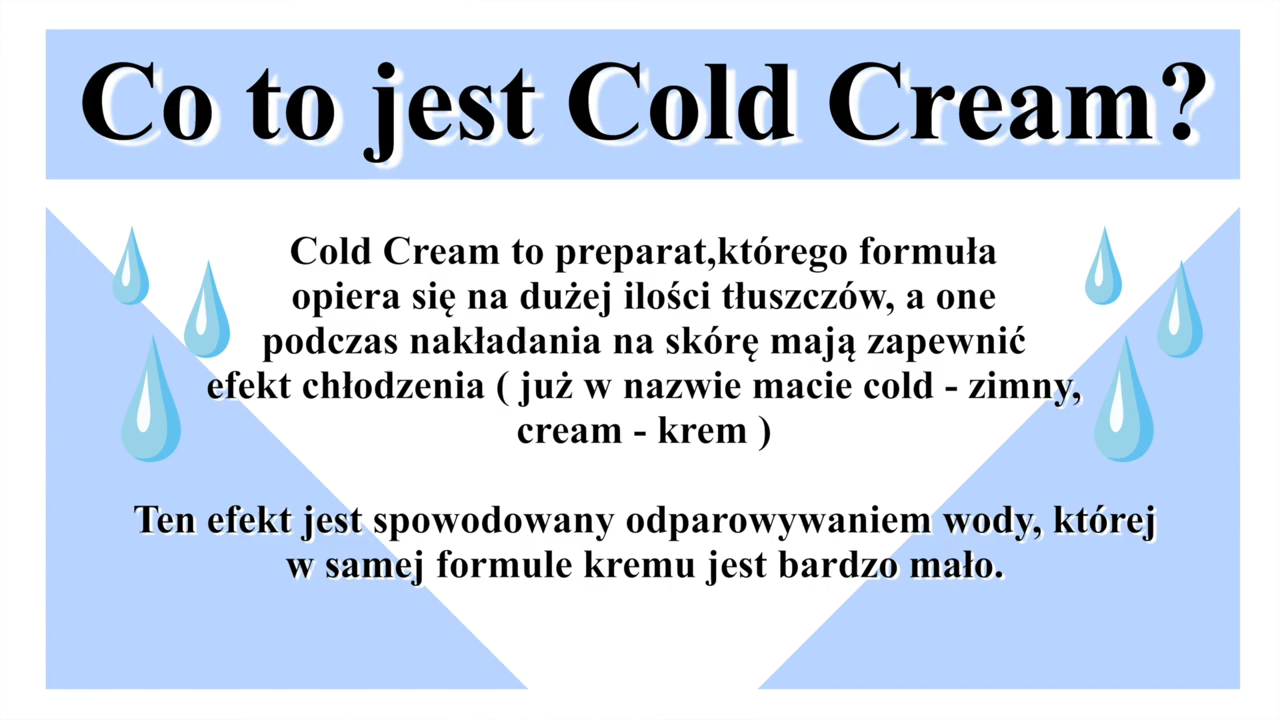 Co to jest Cold Cream?
Cold Cream to preparat,którego formuła
opiera się na dużej ilości tłuszczów, a one
podczas nakładania na skórę mają zapewnić
efekt chłodzenia ( już w nazwie macie cold - zimny,
cream - krem )
Ten efekt jest spowodowany odparowywaniem wody, której
w samej formule kremu jest bardzo mało.